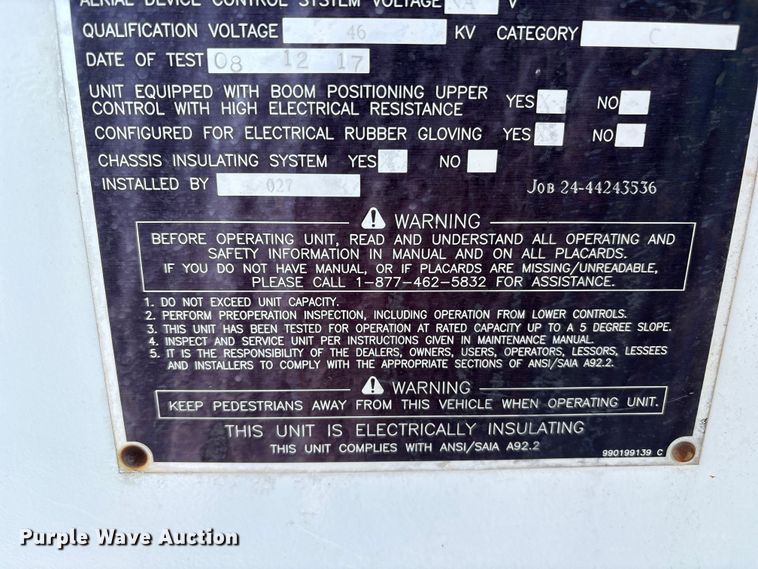 AERIAL DEVICE CONTROL SYSTEM VOLTAGE NA V
QUALIFICATION VOLTAGE 46 KV CATEGORY C
DATE OF TEST 08 12 17
UNIT EQUIPPED WITH BOOM POSITIONING UPPER
CONTROL WITH HIGH ELECTRICAL RESISTANCE YES NO
CONFIGURED FOR ELECTRICAL RUBBER GLOVING YES NO
CHASSIS INSULATING SYSTEM YES NO
INSTALLED BY 027 JOB 24-44243536
WARNING
BEFORE OPERATING UNIT, READ AND UNDERSTAND ALL OPERATING AND
SAFETY INFORMATION IN MANUAL AND ON ALL PLACARDS.
IF YOU DO NOT HAVE MANUAL, OR IF PLACARDS ARE MISSING/UNREADABLE,
PLEASE CALL 1-877-462-5832 FOR ASSISTANCE.
1. DO NOT EXCEED UNIT CAPACITY.
2. PERFORM PREOPERATION INSPECTION, INCLUDING OPERATION FROM LOWER CONTROLS.
3. THIS UNIT HAS BEEN TESTED FOR OPERATION AT RATED CAPACITY UP TO A 5 DEGREE SLOPE.
4. INSPECT AND SERVICE UNIT PER INSTRUCTIONS GIVEN IN MAINTENANCE MANUAL.
5. IT IS THE RESPONSIBILITY OF THE DEALERS, OWNERS, USERS, OPERATORS, LESSORS, LESSEES
AND INSTALLERS TO COMPLY WITH THE APPROPRIATE SECTIONS OF ANSI/SAIA A92.2.
WARNING
KEEP PEDESTRIANS AWAY FROM THIS VEHICLE WHEN OPERATING UNIT.
THIS UNIT IS ELECTRICALLY INSULATING
THIS UNIT COMPLIES WITH ANSI/SAIA A92.2
990199139 C
Purple Wave Auction